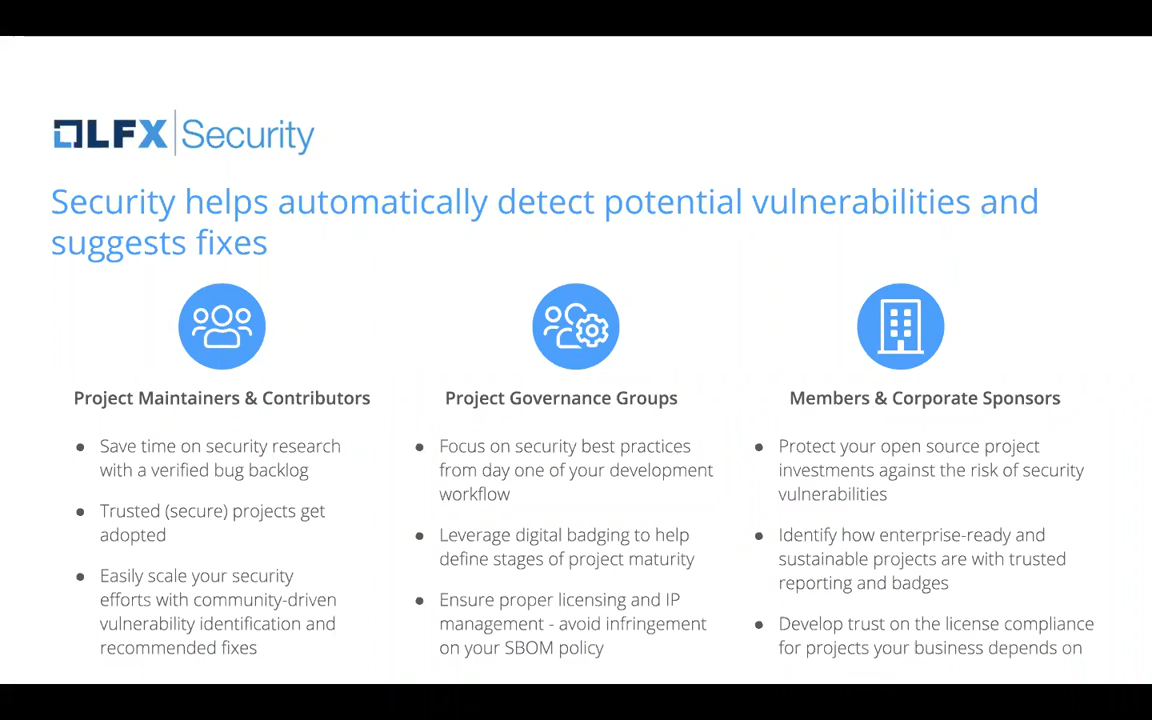 LFX Security
Security helps automatically detect potential vulnerabilities and
suggests fixes
Project Maintainers & Contributors
● Save time on security research
with a verified bug backlog
● Trusted (secure) projects get
adopted
● Easily scale your security
efforts with community-driven
vulnerability identification and
recommended fixes
Project Governance Groups
● Focus on security best practices
from day one of your development
workflow
● Leverage digital badging to help
define stages of project maturity
● Ensure proper licensing and IP
management - avoid infringement
on your SBOM policy
Members & Corporate Sponsors
● Protect your open source project
investments against the risk of security
vulnerabilities
● Identify how enterprise-ready and
sustainable projects are with trusted
reporting and badges
● Develop trust on the license compliance
for projects your business depends on